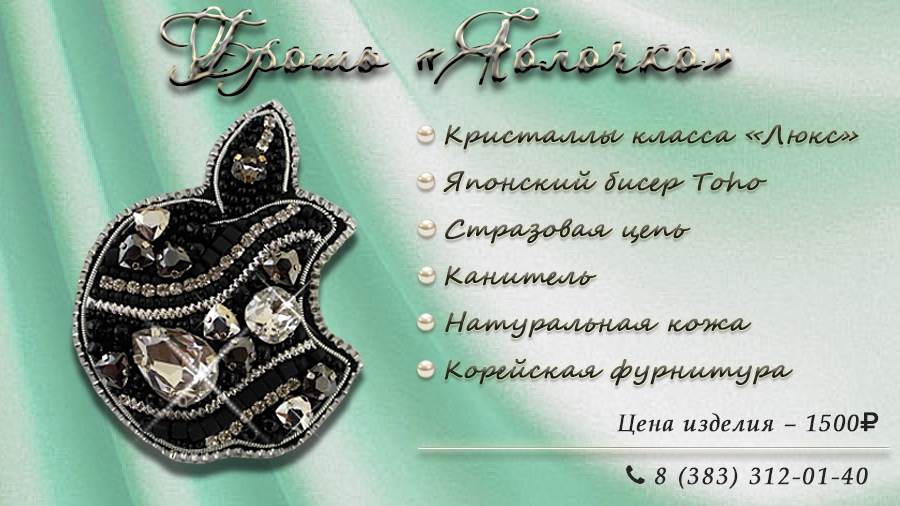 Брошь «Яблочко»
Кристаллы класса «Люкс»
Японский бисер Toho
Стразовая цепь
Канитель
Натуральная кожа
Корейская фурнитура
Цена изделия – 1500₽
8 (383) 312-01-40